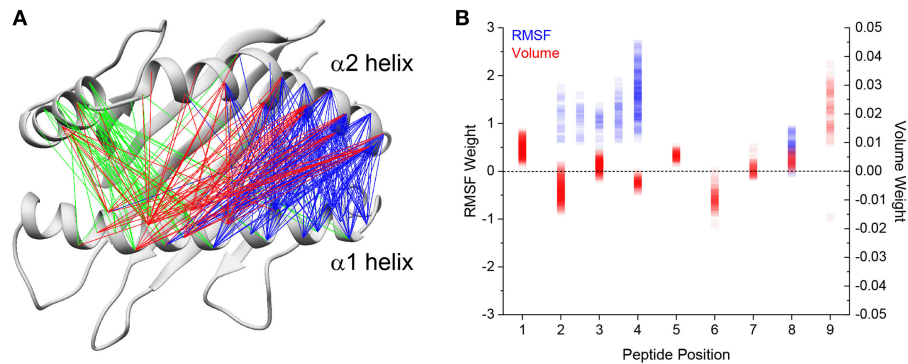 A
α2 helix
α1 helix
B
RMSF
Volume
RMSF Weight
3
2
1
0
-1
-2
-3
Volume Weight
0.05
0.04
0.03
0.02
0.01
0.00
-0.01
-0.02
-0.03
-0.04
-0.05
1 2 3 4 5 6 7 8 9
Peptide Position